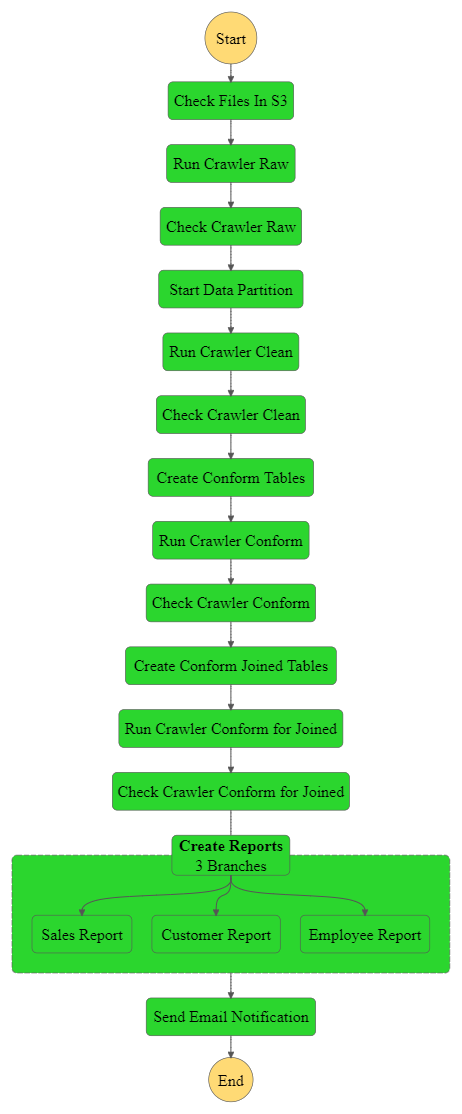 Start
Check Files In S3
Run Crawler Raw
Check Crawler Raw
Start Data Partition
Run Crawler Clean
Check Crawler Clean
Create Conform Tables
Run Crawler Conform
Check Crawler Conform
Create Conform Joined Tables
Run Crawler Conform for Joined
Check Crawler Conform for Joined
Create Reports
3 Branches
Sales Report
Customer Report
Employee Report
Send Email Notification
End